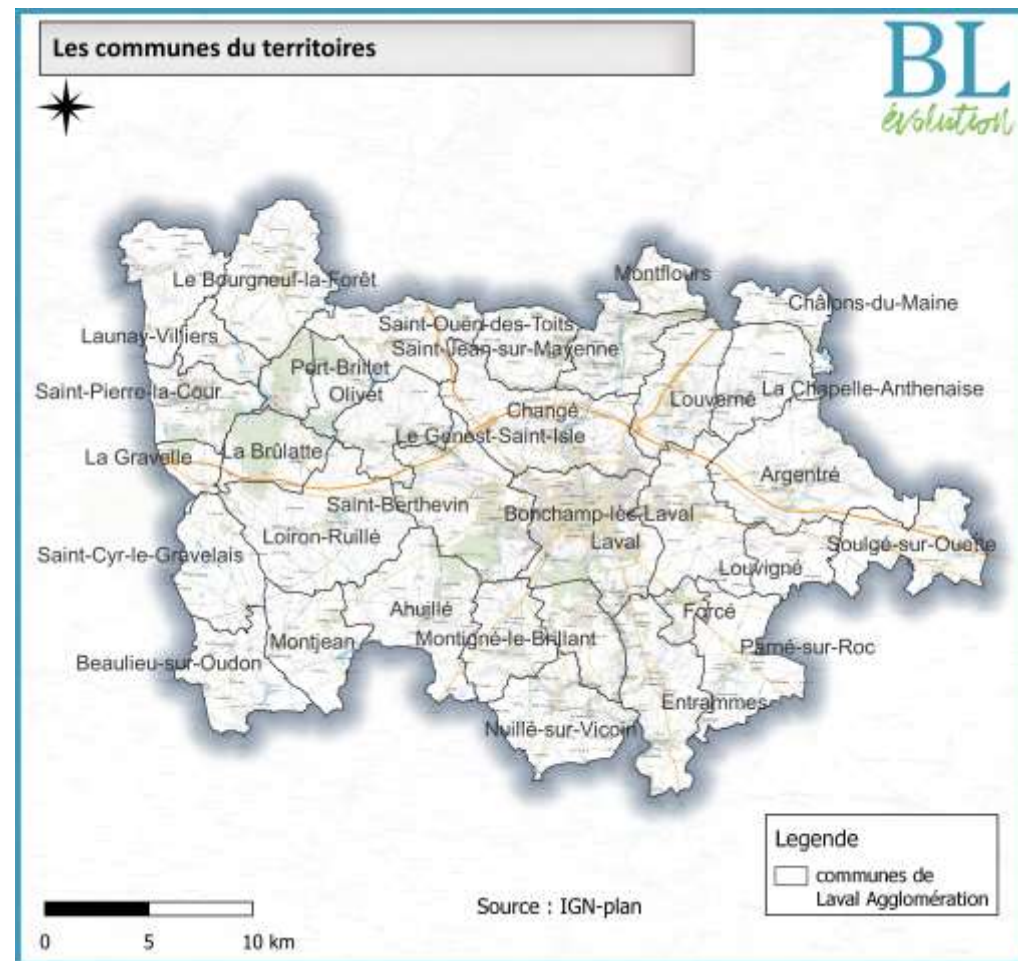 Les communes du territoires
BL
évolution
Montflours
Le Bourgneuf-la-Forêt
Châlons-du-Maine
Saint-Ouën-des-Toits
Launay-Villiers
Saint-Jean-sur-Mayenne
Port-Brillet
Saint-Pierre-la-Cour
Olivet
La Chapelle-Anthenaise
Louverné
Changé
Le Genest-Saint-Isle
La Gravelle
La Brûlatte
Argentré
Saint-Berthevin
Bonchamp-lès-Laval
Loiron-Ruillé
Laval
Soulgé-sur-Ouette
Saint-Cyr-le-Gravelais
Louvigné
Ahuillé
Forcé
Montigné-le-Brillant
Montjean
Parné-sur-Roc
Beaulieu-sur-Oudon
Entrammes
Nuillé-sur-Vicoin
Legende
communes de
Laval Agglomération
Source : IGN-plan
0 5 10 km